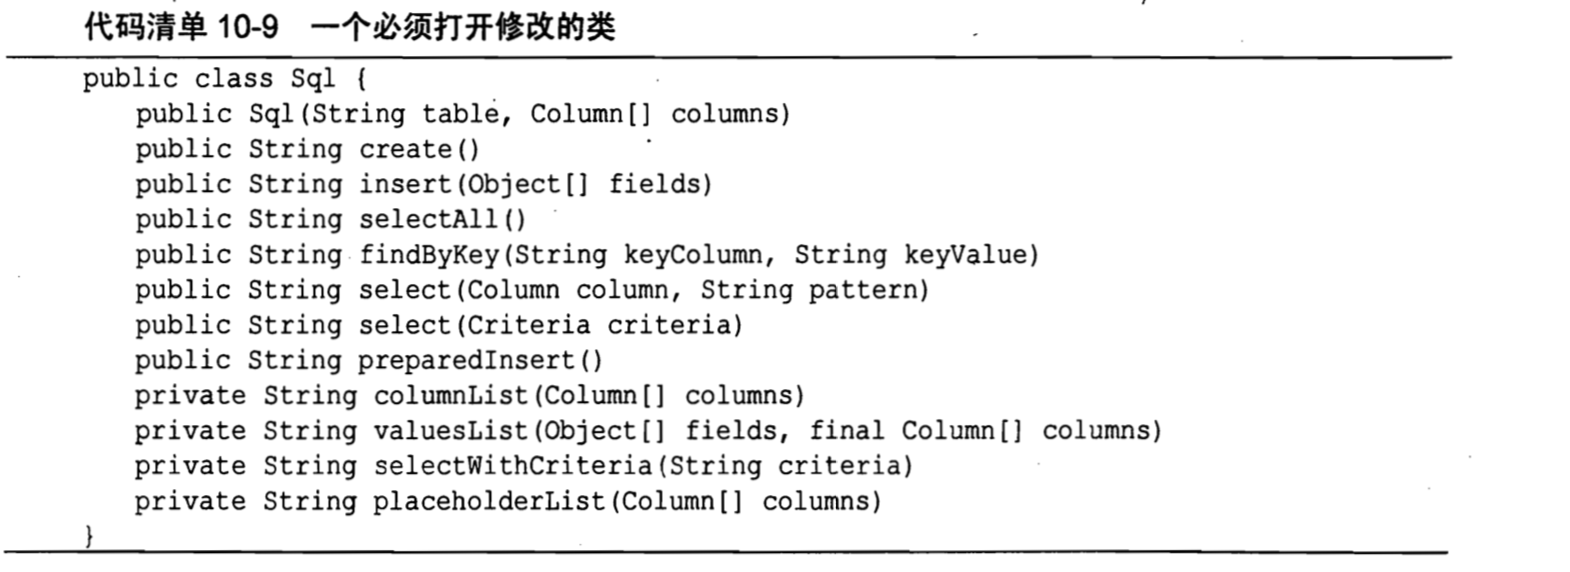 代码清单 10-9 一个必须打开修改的类
public class Sql {
public Sql(String table, Column[] columns)
public String create()
public String insert(Object[] fields)
public String selectAll()
public String findByKey(String keyColumn, String keyValue)
public String select(Column column, String pattern)
public String select(Criteria criteria)
public String preparedInsert()
private String columnList(Column[] columns)
private String valuesList(Object[] fields, final Column[] columns)
private String selectWithCriteria(String criteria)
private String placeholderList(Column[] columns)
}